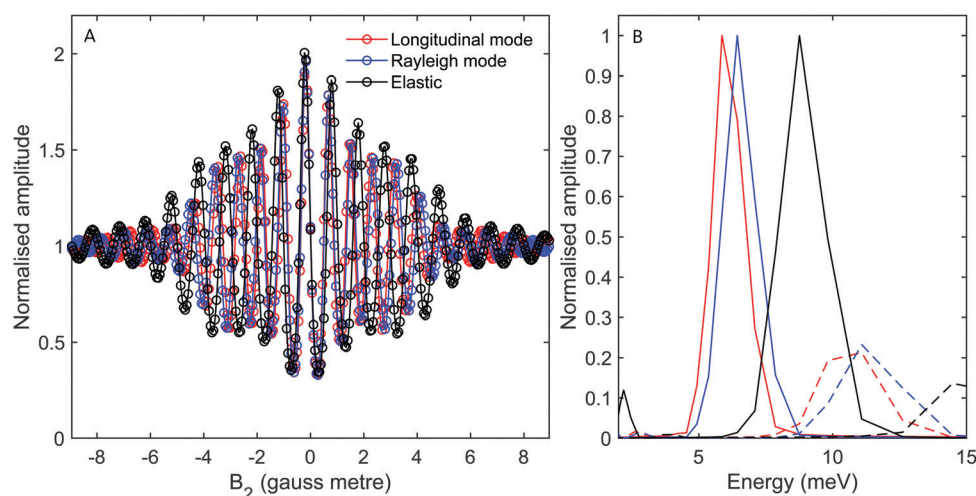 A
Longitudinal mode
Rayleigh mode
Elastic
Normalised amplitude
2
1.5
1
0.5
0
-8 -6 -4 -2 0 2 4 6 8
B2 (gauss metre)
B
Normalised amplitude
1
0.9
0.8
0.7
0.6
0.5
0.4
0.3
0.2
0.1
0
5 10 15
Energy (meV)